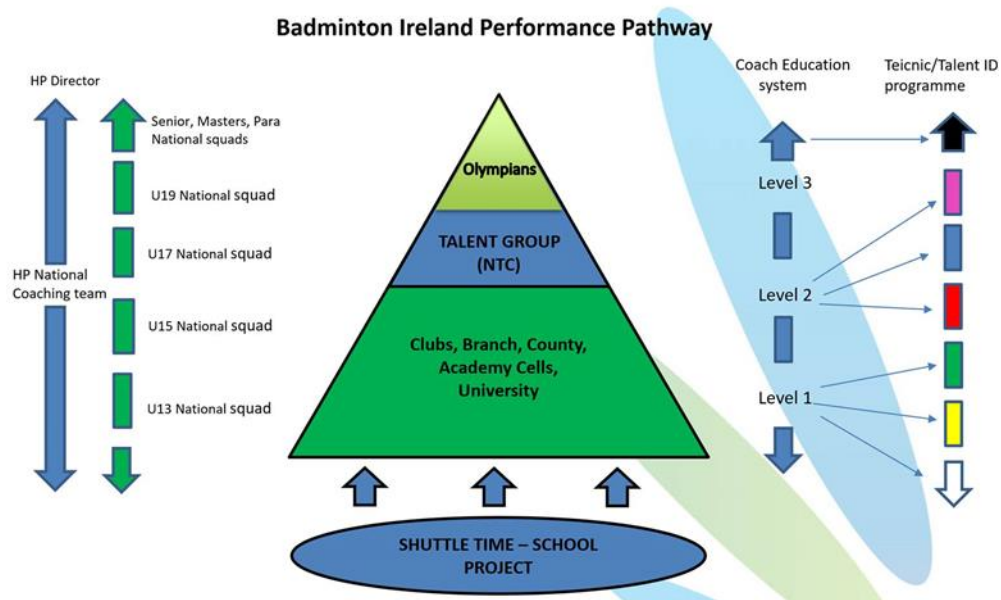 Badminton Ireland Performance Pathway
HP Director
Senior, Masters, Para
National squads
U19 National squad
U17 National squad
HP National
Coaching team
U15 National squad
U13 National squad
Olympians
TALENT GROUP
(NTC)
Clubs, Branch, County,
Academy Cells,
University
SHUTTLE TIME – SCHOOL
PROJECT
Coach Education
system
Level 3
Level 2
Level 1
Teicnic/Talent ID
programme